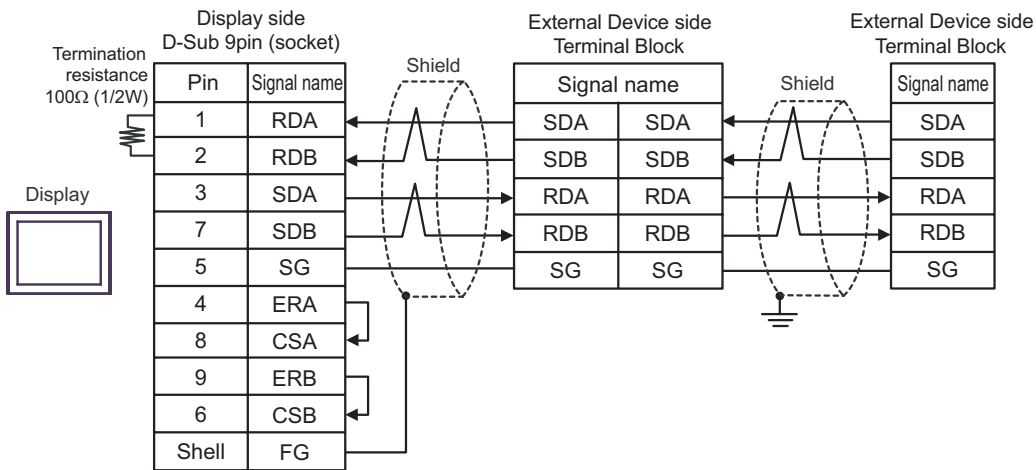 Display side
D-Sub 9pin (socket)
External Device side
Terminal Block
External Device side
Terminal Block
Termination
resistance
100Ω (1/2W)
Shield
Shield
Display
Pin Signal name
1 RDA
2 RDB
3 SDA
7 SDB
5 SG
4 ERA
8 CSA
9 ERB
6 CSB
Shell FG
Signal name
SDA SDA
SDB SDB
RDA RDA
RDB RDB
SG SG
Signal name
SDA
SDB
RDA
RDB
SG